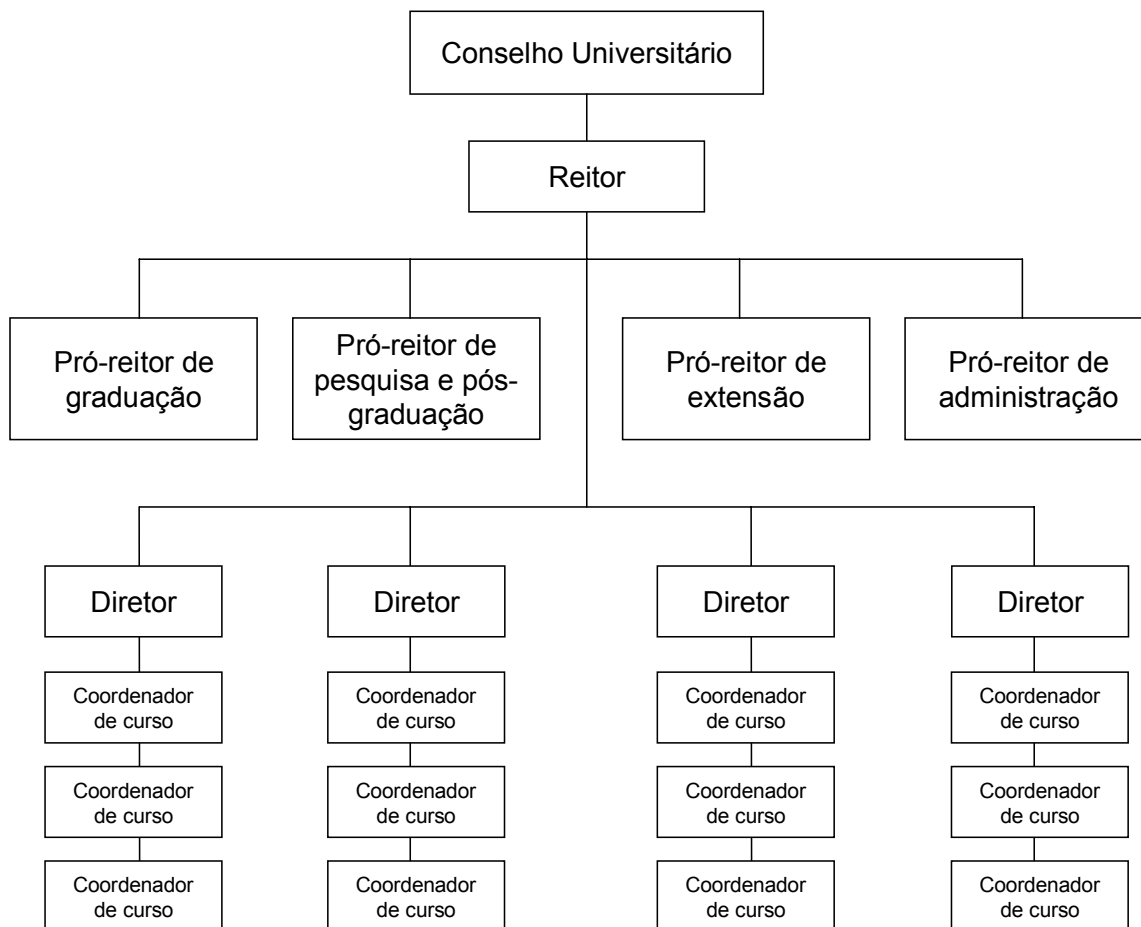 Conselho Universitário
Reitor
Pró-reitor de
graduação
Pró-reitor de
pesquisa e pós-
graduação
Pró-reitor de
extensão
Pró-reitor de
administração
Diretor
Diretor
Diretor
Diretor
Coordenador
de curso
Coordenador
de curso
Coordenador
de curso
Coordenador
de curso
Coordenador
de curso
Coordenador
de curso
Coordenador
de curso
Coordenador
de curso
Coordenador
de curso
Coordenador
de curso
Coordenador
de curso
Coordenador
de curso